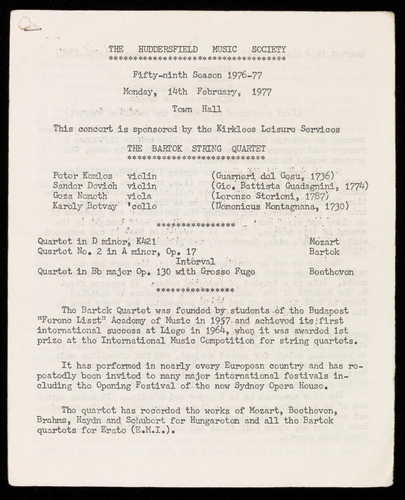 THE HUDDERSFIELD MUSIC SOCIETY
*********************************
Fifty-ninth Season 1976-77
Monday, 14th February, 1977
Town Hall
This concert is sponsored by the Kirklees Leisure Services
THE BARTOK STRING QUARTET
**************************
Peter Komlos violin (Guarneri del Gesu, 1736)
Sandor Devich violin (Gio. Battista Guadagnini, 1774)
Geza Nemeth viola (Lorenzo Storioni, 1787)
Karoly Botvay 'cello (Domenicus Montagnana, 1730)
***************
Quartet in D minor, K421 Mozart
Quartet No. 2 in A minor, Op. 17 Bartok
Interval
Quartet in Bb major Op. 130 with Grosse Fuge Beethoven
***************
The Bartok Quartet was founded by students of the Budapest
"Ferenc Liszt" Academy of Music in 1957 and achieved its first
international success at Liege in 1964, when it was awarded 1st
prize at the International Music Competition for string quartets.
It has performed in nearly every European country and has re-
peatedly been invited to many major international festivals in-
cluding the Opening Festival of the new Sydney Opera House.
The quartet has recorded the works of Mozart, Beethoven,
Brahms, Haydn and Schubert for Hungaroton and all the Bartok
quartets for Erato (E.M.I.).